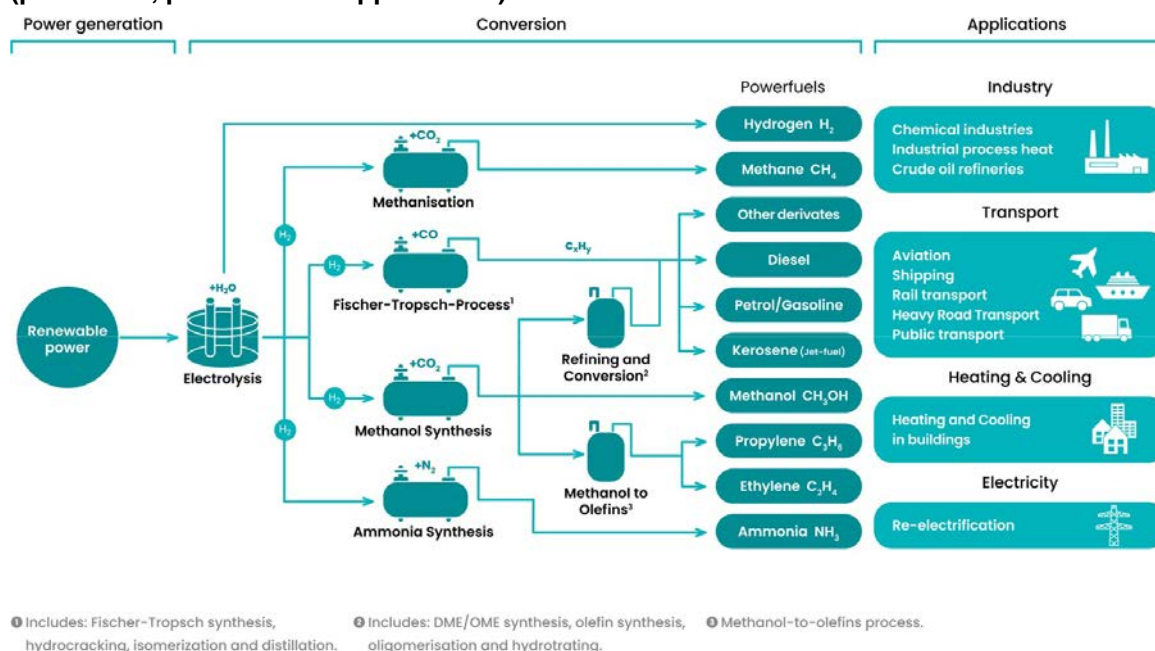 Power generation
Conversion
Applications
Powerfuels
Industry
Hydrogen H₂
Chemical industries
Industrial process heat
Crude oil refineries
+CO₂
Methane CH₄
Methanisation
Transport
Other derivates
H₂
+CO
CₓHᵧ
Diesel
Aviation
Shipping
Rail transport
Heavy Road Transport
Public transport
H₂
+H₂O
Fischer-Tropsch-Process¹
Petrol/Gasoline
Renewable
power
Kerosene (Jet-fuel)
Refining and
Conversion²
Electrolysis
+CO₂
Heating & Cooling
Methanol CH₃OH
H₂
Heating and Cooling
in buildings
H₂
Methanol Synthesis
Propylene C₃H₆
+N₂
Ethylene C₂H₄
Electricity
Methanol to
Olefins³
Re-electrification
Ammonia Synthesis
Ammonia NH₃
❶ Includes: Fischer-Tropsch synthesis,
hydrocracking, isomerization and distillation.
❷ Includes: DME/OME synthesis, olefin synthesis,
oligomerisation and hydrotrating.
❸ Methanol-to-olefins process.